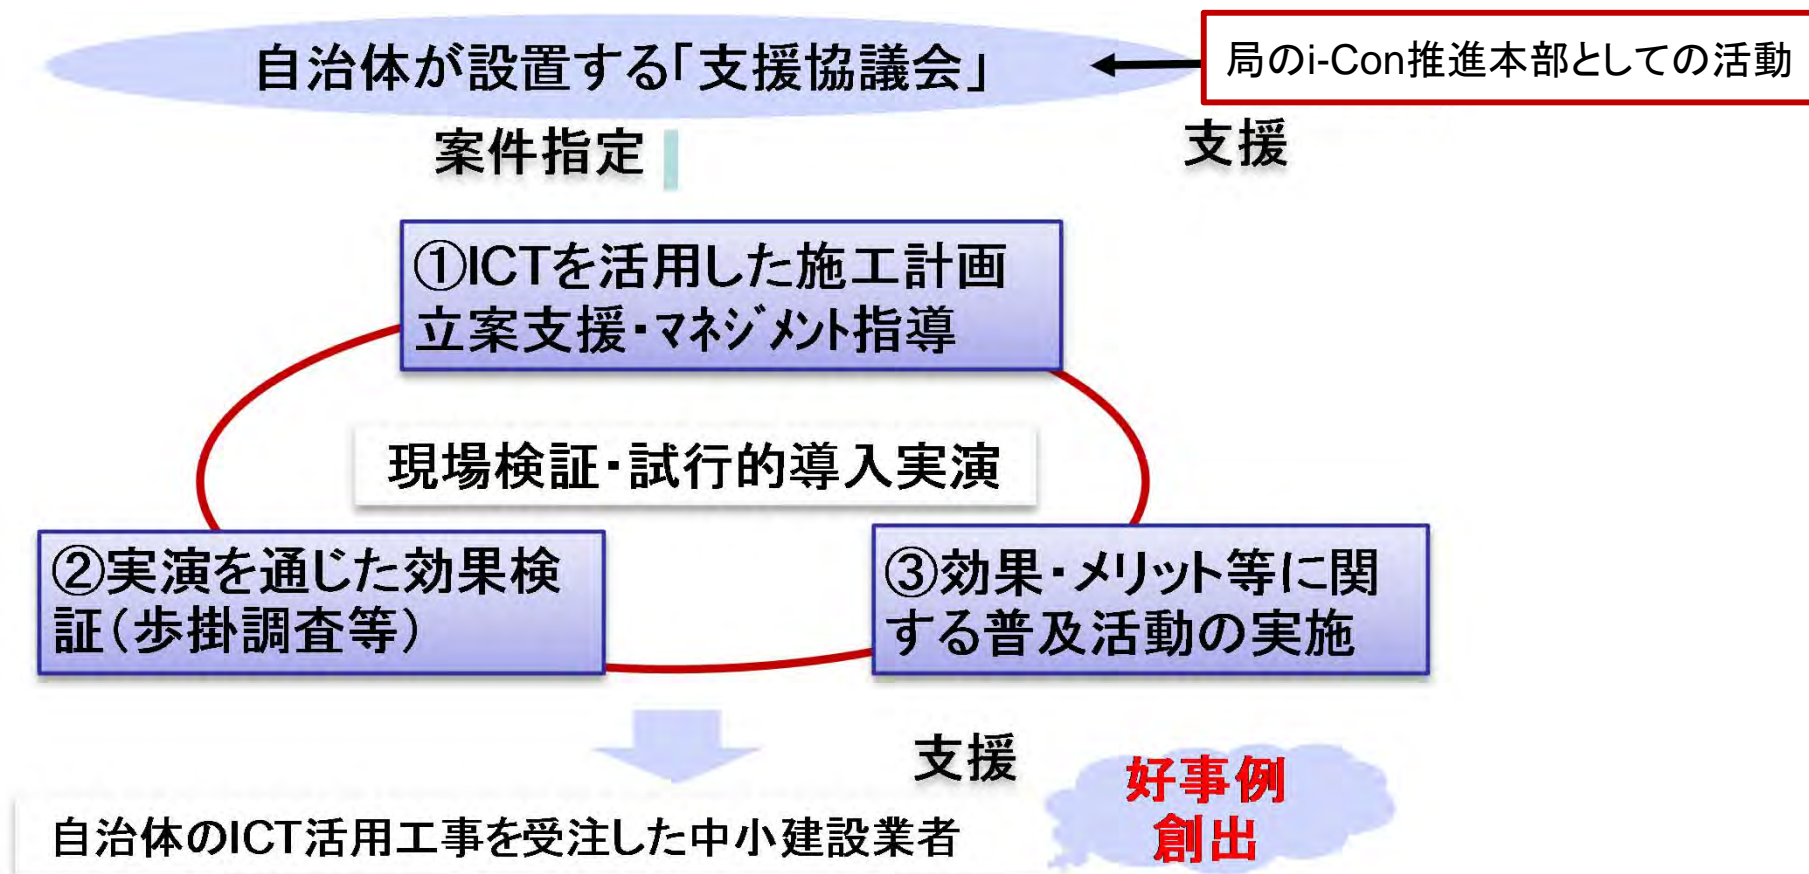 自治体が設置する「支援協議会」
局のi-Con推進本部としての活動
案件指定
支援
①ICTを活用した施工計画
立案支援・マネジメント指導
現場検証・試行的導入実演
②実演を通じた効果検
証(歩掛調査等)
③効果・メリット等に関
する普及活動の実施
支援
好事例
創出
自治体のICT活用工事を受注した中小建設業者